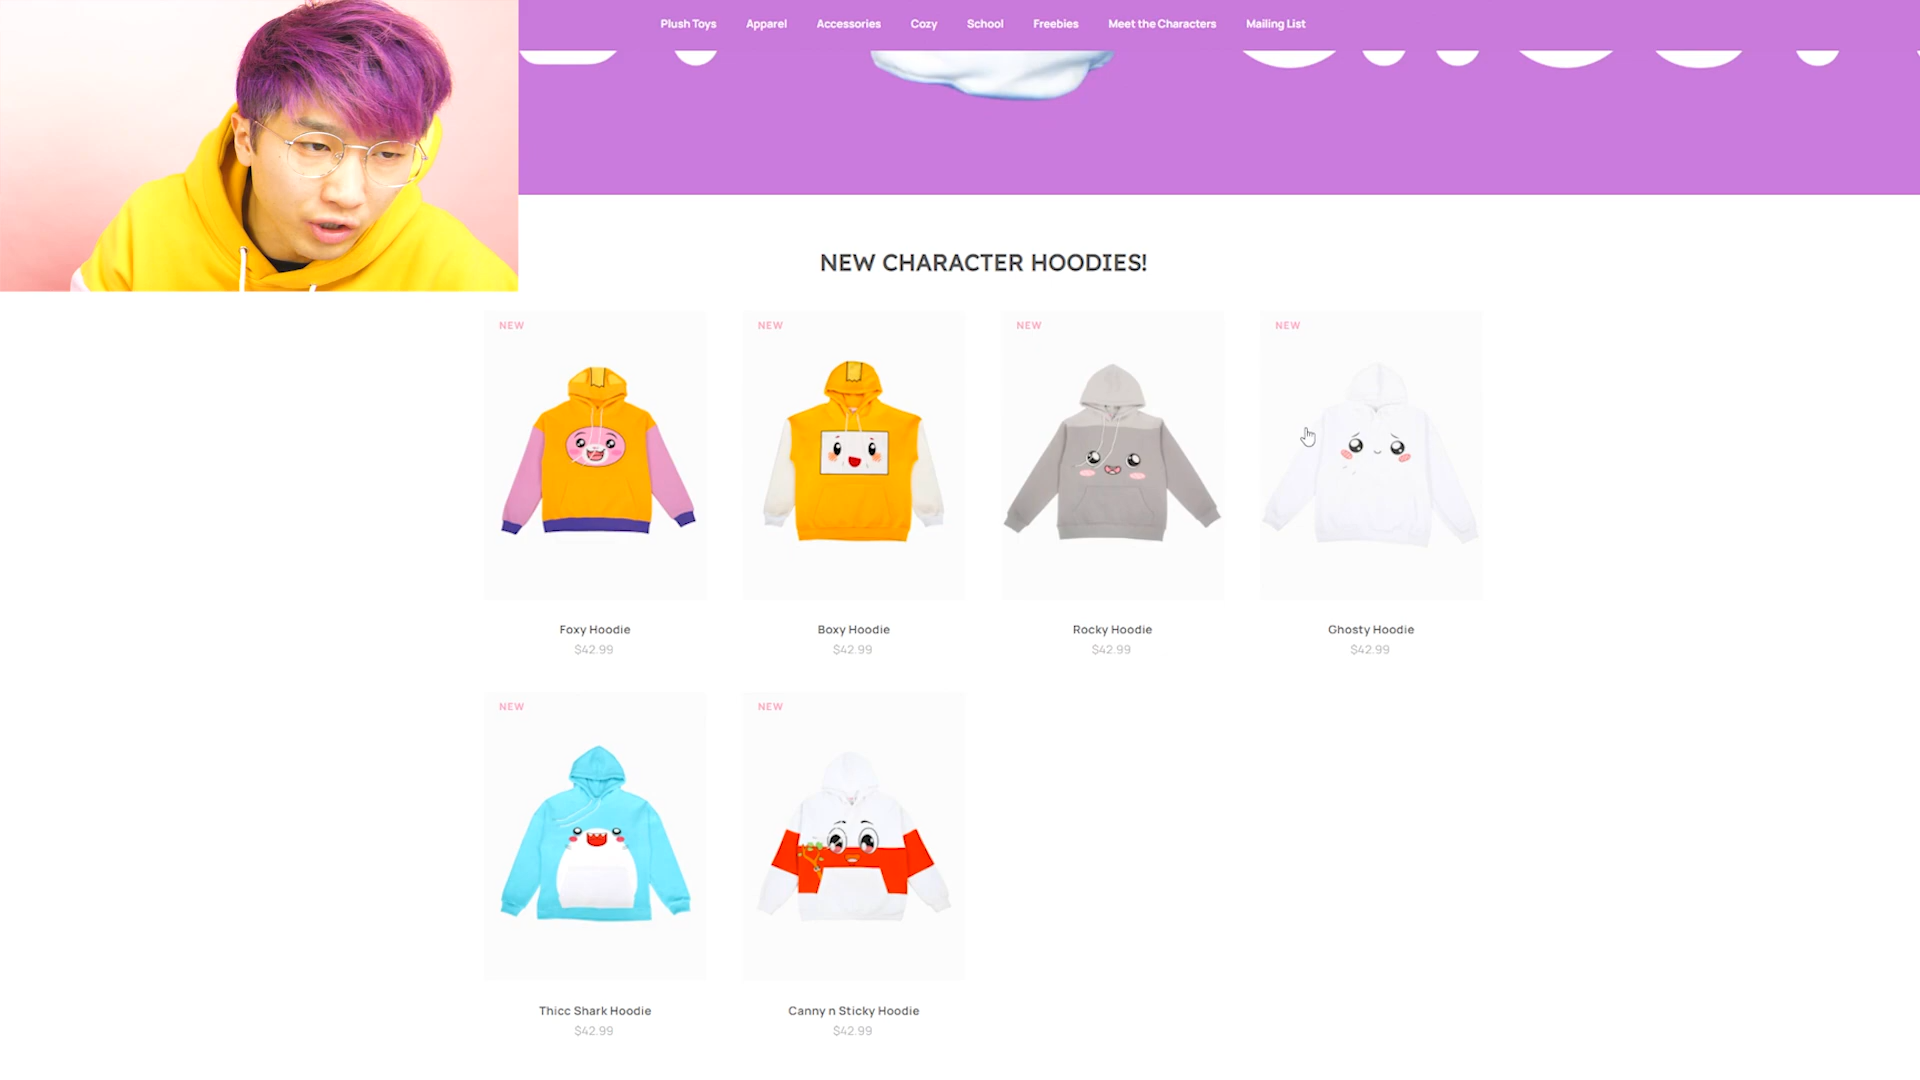 Plush Toys Apparel Accessories Cozy School Freebies Meet the Characters Mailing List
NEW CHARACTER HOODIES!
NEW NEW NEW NEW
Foxy Hoodie Boxy Hoodie Rocky Hoodie Ghosty Hoodie
$42.99 $42.99 $42.99 $42.99
NEW NEW
Thicc Shark Hoodie Canny n Sticky Hoodie
$42.99 $42.99